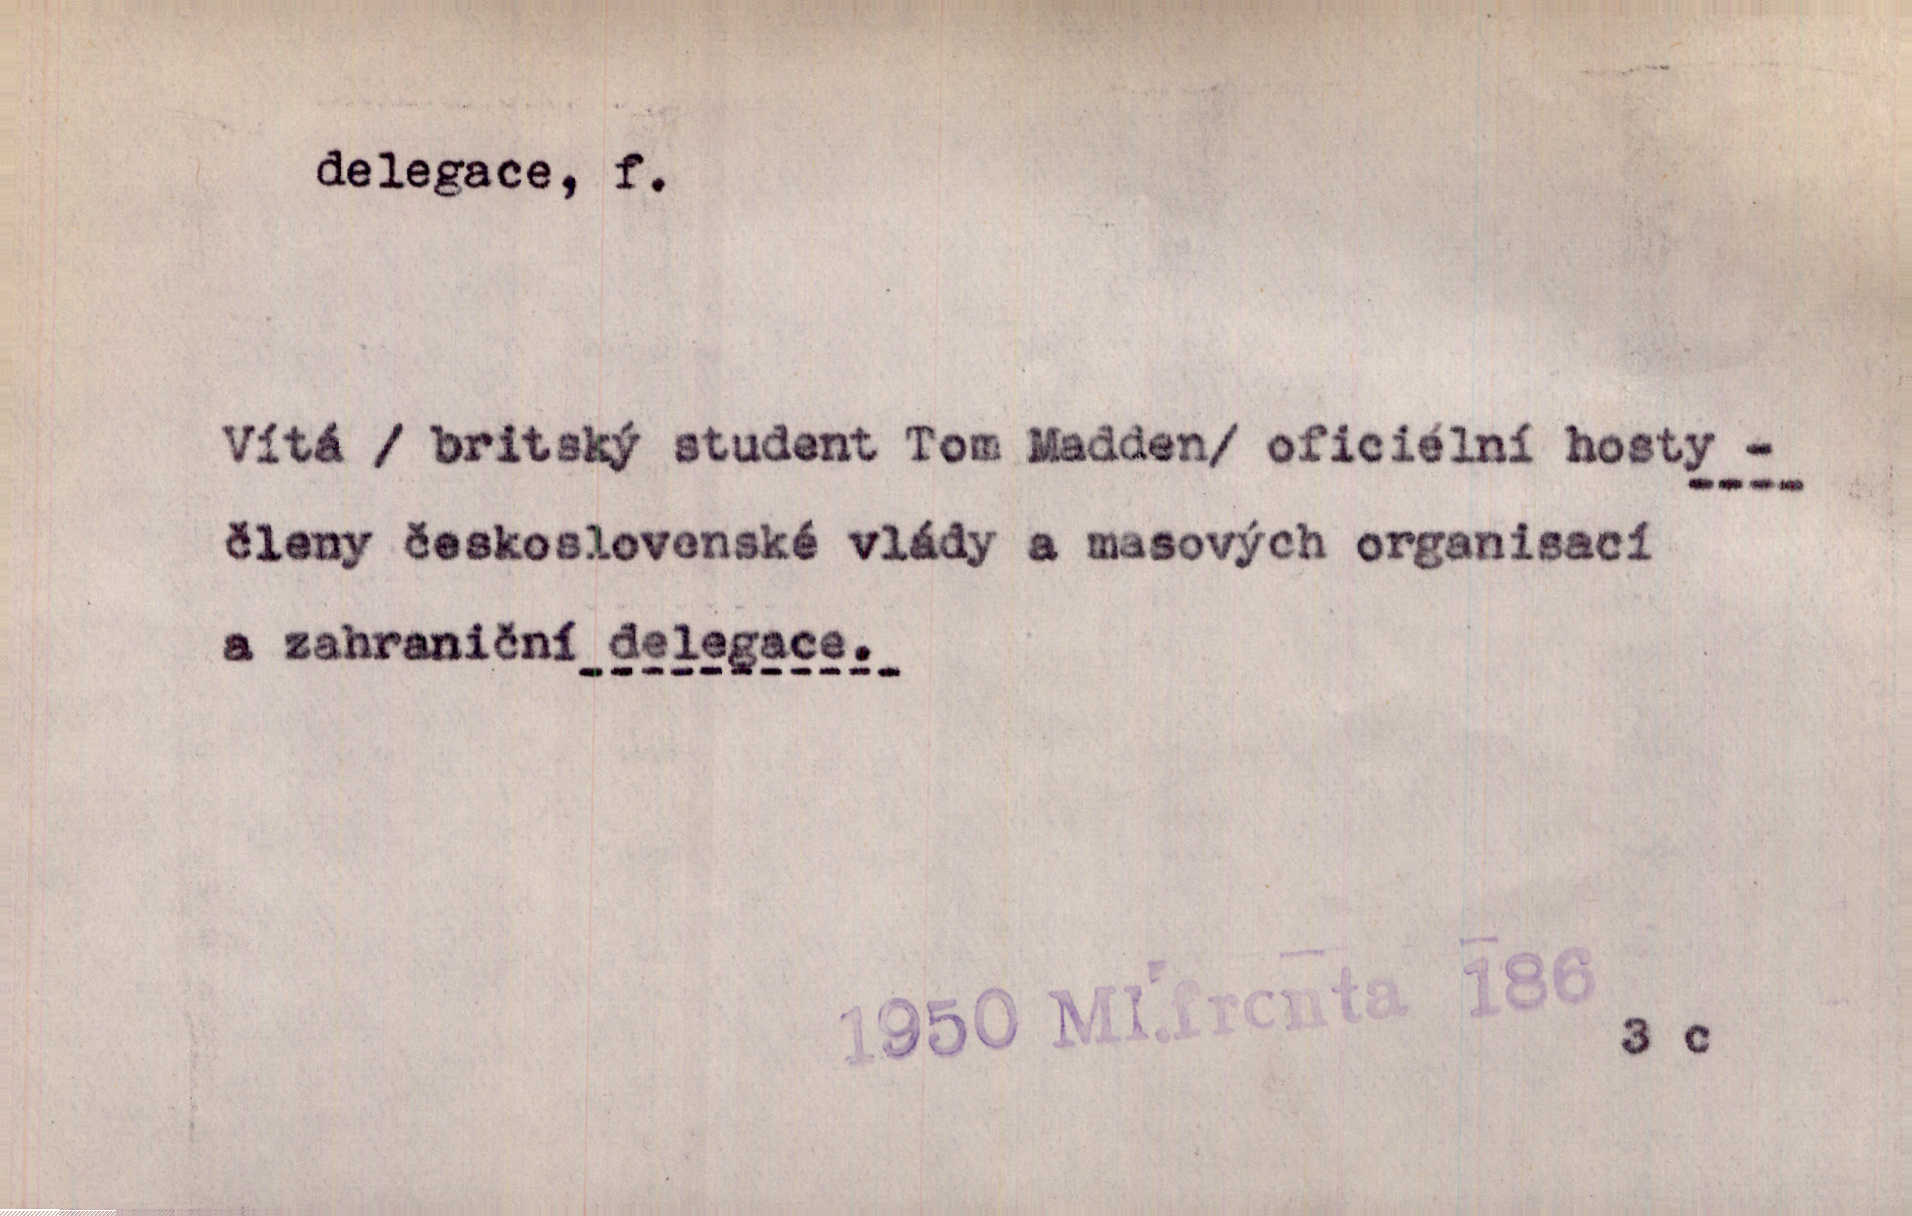 delegace, f.
Vítá / britský student Tom Madden/ oficiélní hosty -
členy československé vlády a masových organisací
a zahraniční delegace.
1950 Ml.fronta 186
3 c